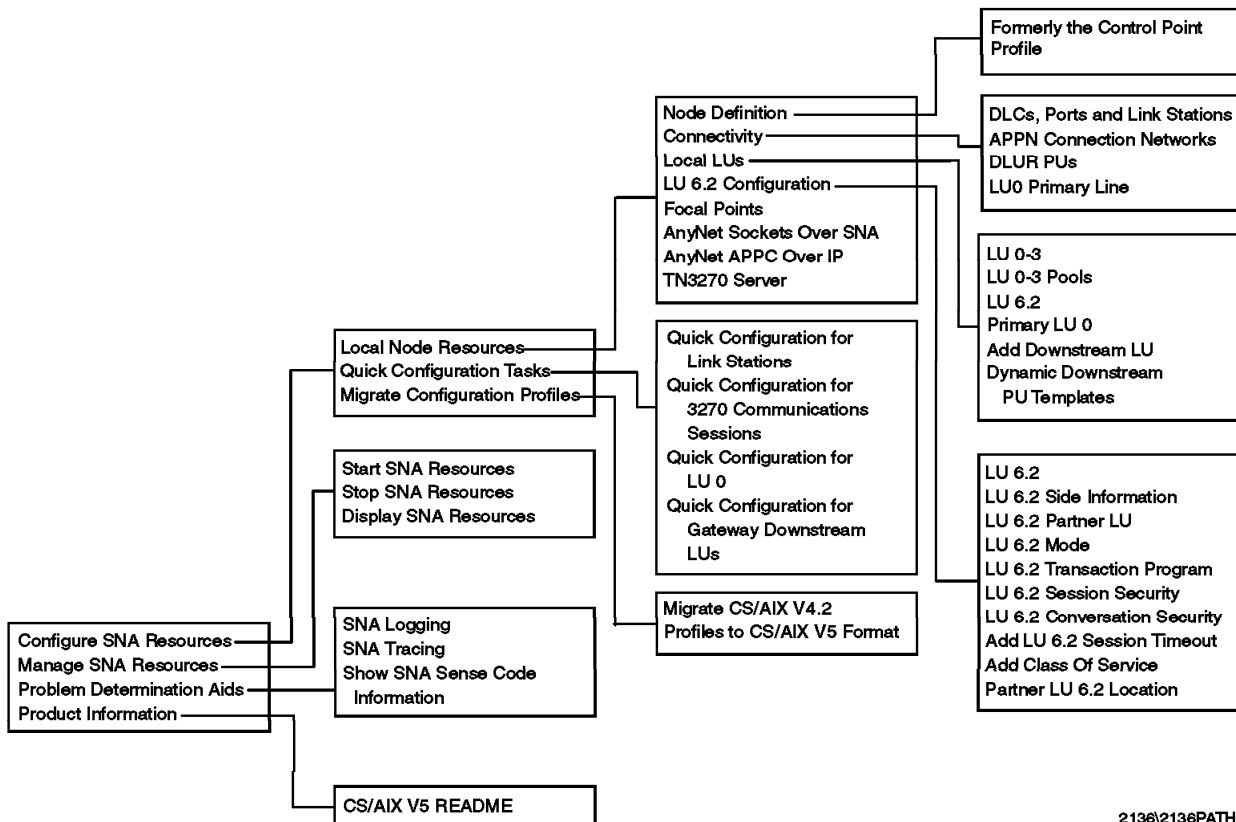 Formerly the Control Point
Profile
Node Definition
Connectivity
Local LUs
LU 6.2 Configuration
Focal Points
AnyNet Sockets Over SNA
AnyNet APPC Over IP
TN3270 Server
DLCs, Ports and Link Stations
APPN Connection Networks
DLUR PUs
LU0 Primary Line
LU 0-3
LU 0-3 Pools
LU 6.2
Primary LU 0
Add Downstream LU
Dynamic Downstream
PU Templates
Local Node Resources
Quick Configuration Tasks
Migrate Configuration Profiles
Quick Configuration for
Link Stations
Quick Configuration for
3270 Communications
Sessions
Quick Configuration for
LU 0
Quick Configuration for
Gateway Downstream
LUs
Start SNA Resources
Stop SNA Resources
Display SNA Resources
LU 6.2
LU 6.2 Side Information
LU 6.2 Partner LU
LU 6.2 Mode
LU 6.2 Transaction Program
LU 6.2 Session Security
LU 6.2 Conversation Security
Add LU 6.2 Session Timeout
Add Class Of Service
Partner LU 6.2 Location
Migrate CS/AIX V4.2
Profiles to CS/AIX V5 Format
SNA Logging
SNA Tracing
Show SNA Sense Code
Information
Configure SNA Resources
Manage SNA Resources
Problem Determination Aids
Product Information
CS/AIX V5 README
2136\2136PATH